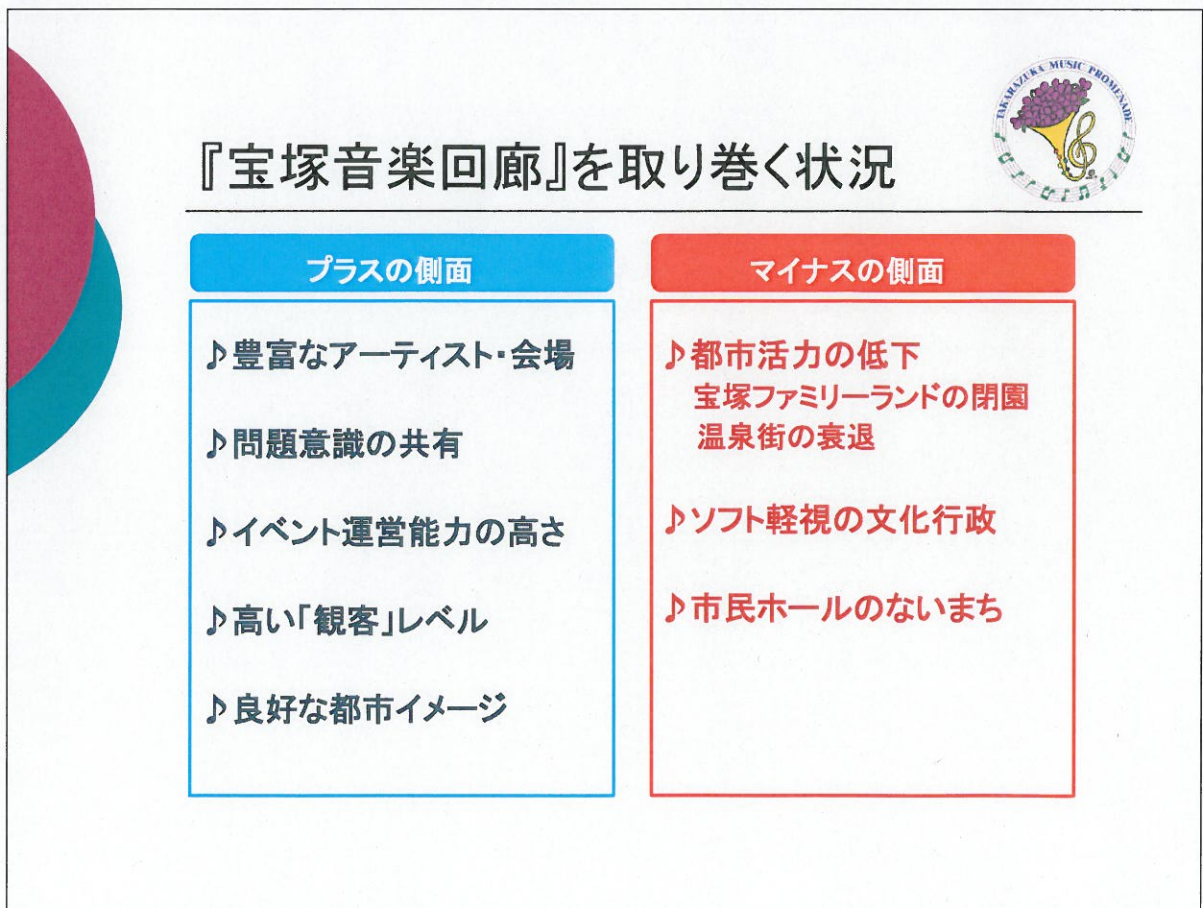 TAKARAZUKA MUSIC PROMENADE
『宝塚音楽回廊』を取り巻く状況
プラスの側面
♪豊富なアーティスト・会場
♪問題意識の共有
♪イベント運営能力の高さ
♪高い「観客」レベル
♪良好な都市イメージ
マイナスの側面
♪都市活力の低下
宝塚ファミリーランドの閉園
温泉街の衰退
♪ソフト軽視の文化行政
♪市民ホールのないまち